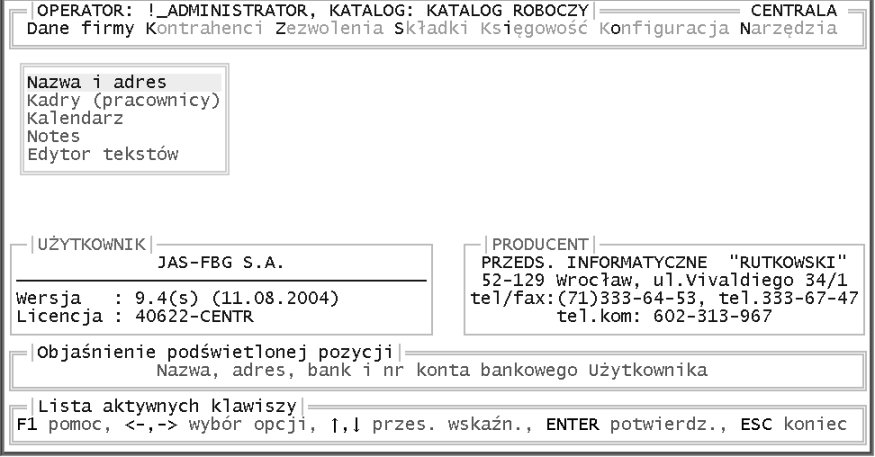 OPERATOR: !_ADMINISTRATOR, KATALOG: KATALOG ROBOCZY CENTRALA
Dane firmy Kontrahenci Zezwolenia Składki Księgowość Konfiguracja Narzędzia
Nazwa i adres
Kadry (pracownicy)
Kalendarz
Notes
Edytor tekstów
UŻYTKOWNIK
JAS-FBG S.A.
Wersja : 9.4(s) (11.08.2004)
Licencja : 40622-CENTR
PRODUCENT
PRZEDS. INFORMATYCZNE "RUTKOWSKI"
52-129 Wrocław, ul.Vivaldiego 34/1
tel/fax:(71)333-64-53, tel.333-67-47
tel.kom: 602-313-967
Objaśnienie podświetlonej pozycji
Nazwa, adres, bank i nr konta bankowego Użytkownika
Lista aktywnych klawiszy
F1 pomoc, <-,-> wybór opcji, ↑,↓ przes. wskaźn., ENTER potwierdz., ESC koniec